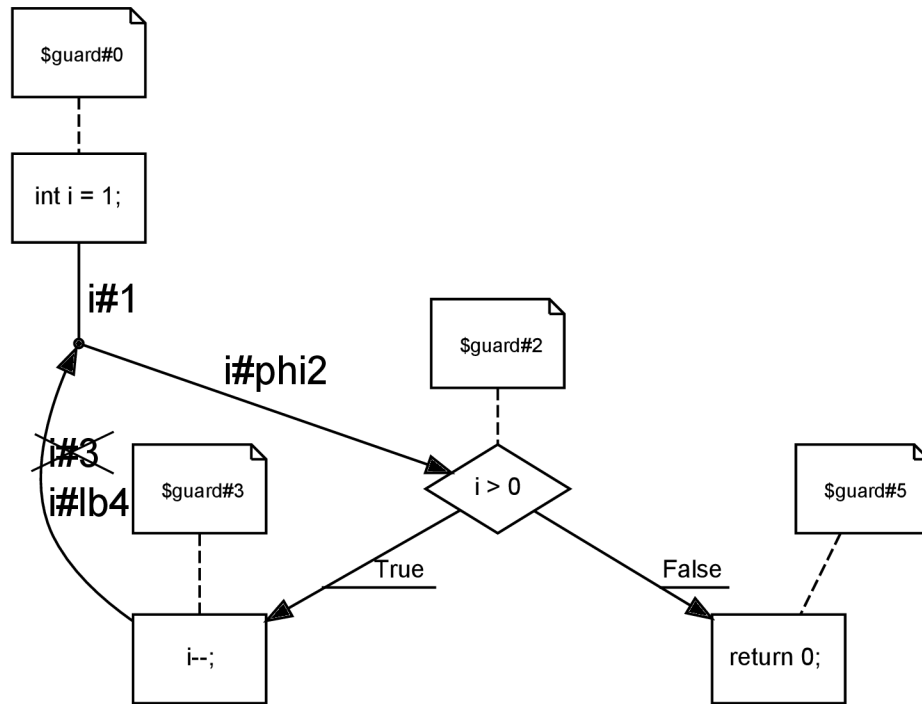 $guard#0
int i = 1;
i#1
i#phi2
$guard#2
i#3
i#lb4
$guard#3
i > 0
$guard#5
True
False
i--;
return 0;